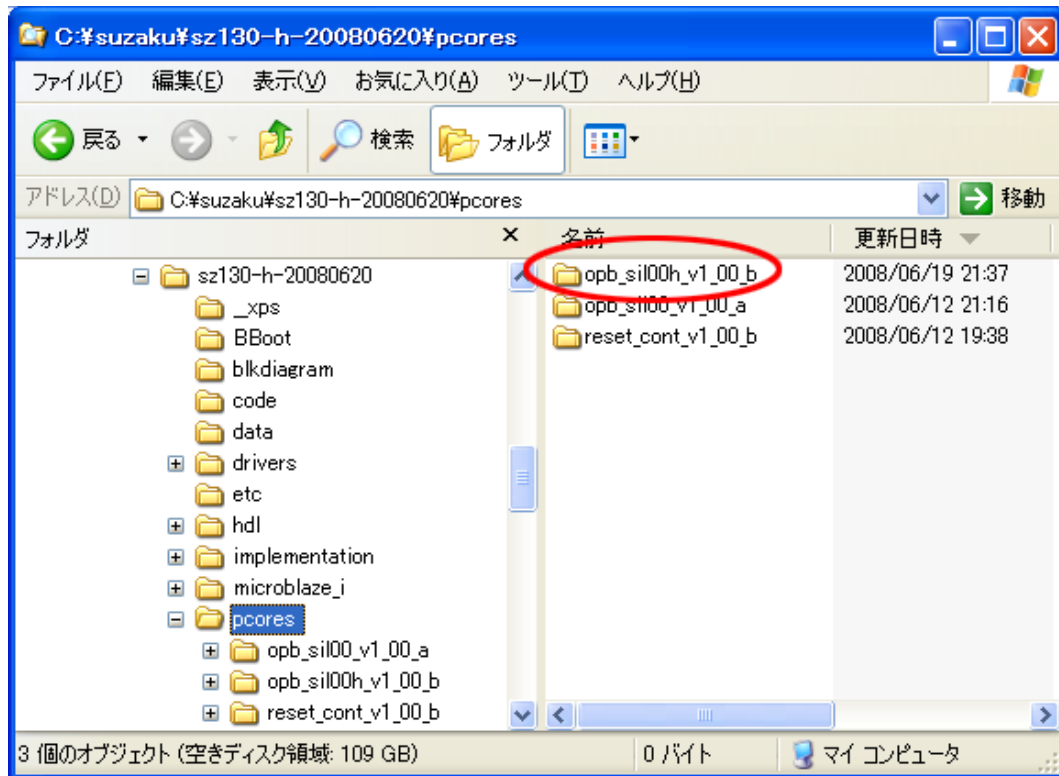 C:¥suzaku¥sz130-h-20080620¥pcores
ファイル(F) 編集(E) 表示(V) お気に入り(A) ツール(T) ヘルプ(H)
戻る 検索 フォルダ
アドレス(D) C:¥suzaku¥sz130-h-20080620¥pcores 移動
フォルダ × 名前 更新日時
sz130-h-20080620 opb_sil00h_v1_00_b 2008/06/19 21:37
_xps opb_sil00_v1_00_a 2008/06/12 21:16
BBoot reset_cont_v1_00_b 2008/06/12 19:38
blkdiagram
code
data
drivers
etc
hdl
implementation
microblaze_i
pcores
opb_sil00_v1_00_a
opb_sil00h_v1_00_b
reset_cont_v1_00_b
3 個のオブジェクト (空きディスク領域: 109 GB) 0 バイト マイ コンピュータ